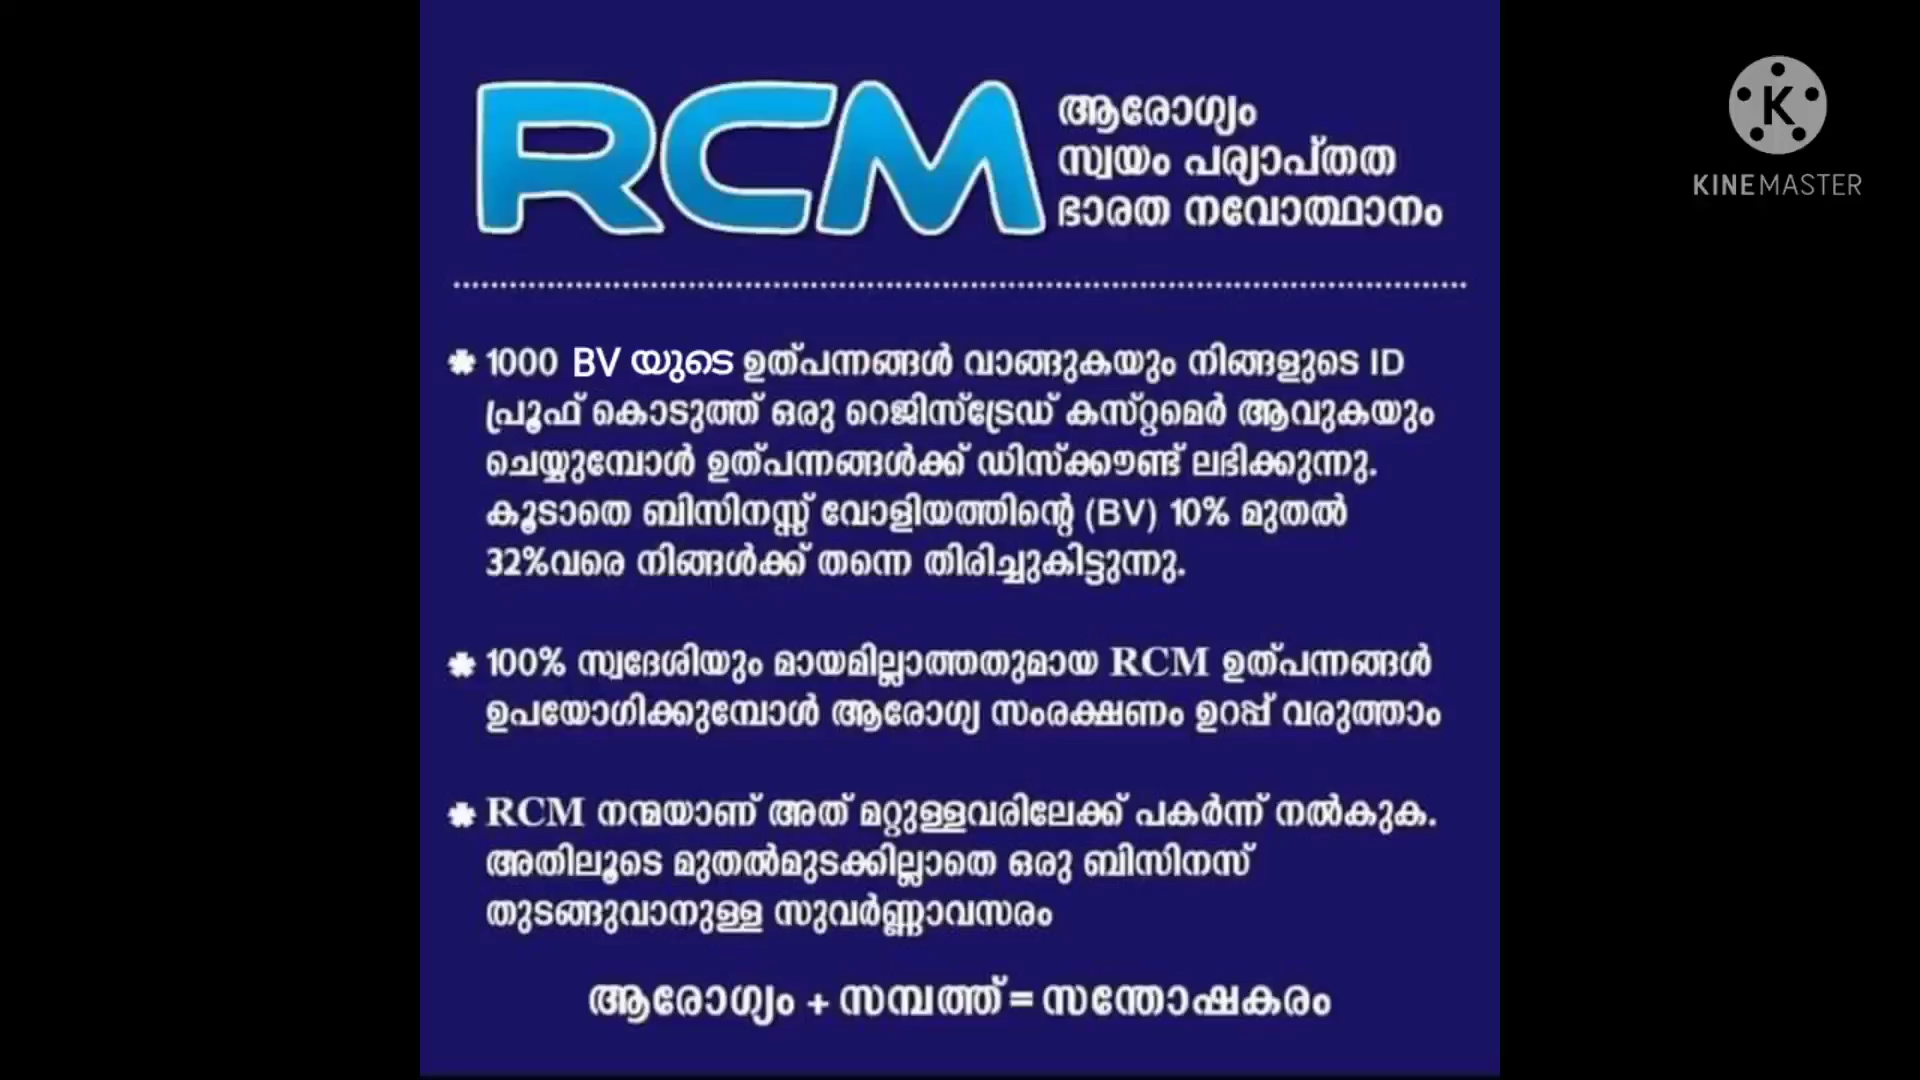 RCM
ആരോഗ്യം
സ്വയം പര്യാപ്തത
ഭാരത നവോത്ഥാനം
* 1000 BV യുടെ ഉത്പന്നങ്ങൾ വാങ്ങുകയും നിങ്ങളുടെ ID
പ്രൂഫ് കൊടുത്ത് ഒരു റെജിസ്ട്രേഡ് കസ്റ്റമെർ ആവുകയും
ചെയ്യുമ്പോൾ ഉത്പന്നങ്ങൾക്ക് ഡിസ്ക്കൗണ്ട് ലഭിക്കുന്നു.
കൂടാതെ ബിസിനസ്സ് വോളിയത്തിന്റെ (BV) 10% മുതൽ
32%വരെ നിങ്ങൾക്ക് തന്നെ തിരിച്ചുകിട്ടുന്നു.
* 100% സ്വദേശിയും മായമില്ലാത്തതുമായ RCM ഉത്പന്നങ്ങൾ
ഉപയോഗിക്കുമ്പോൾ ആരോഗ്യ സംരക്ഷണം ഉറപ്പ് വരുത്താം
* RCM നന്മയാണ് അത് മറ്റുള്ളവരിലേക്ക് പകർന്ന് നൽകുക.
അതിലൂടെ മുതൽമുടക്കില്ലാതെ ഒരു ബിസിനസ്
തുടങ്ങുവാനുള്ള സുവർണ്ണാവസരം
ആരോഗ്യം + സമ്പത്ത് = സന്തോഷകരം
K
KINEMASTER